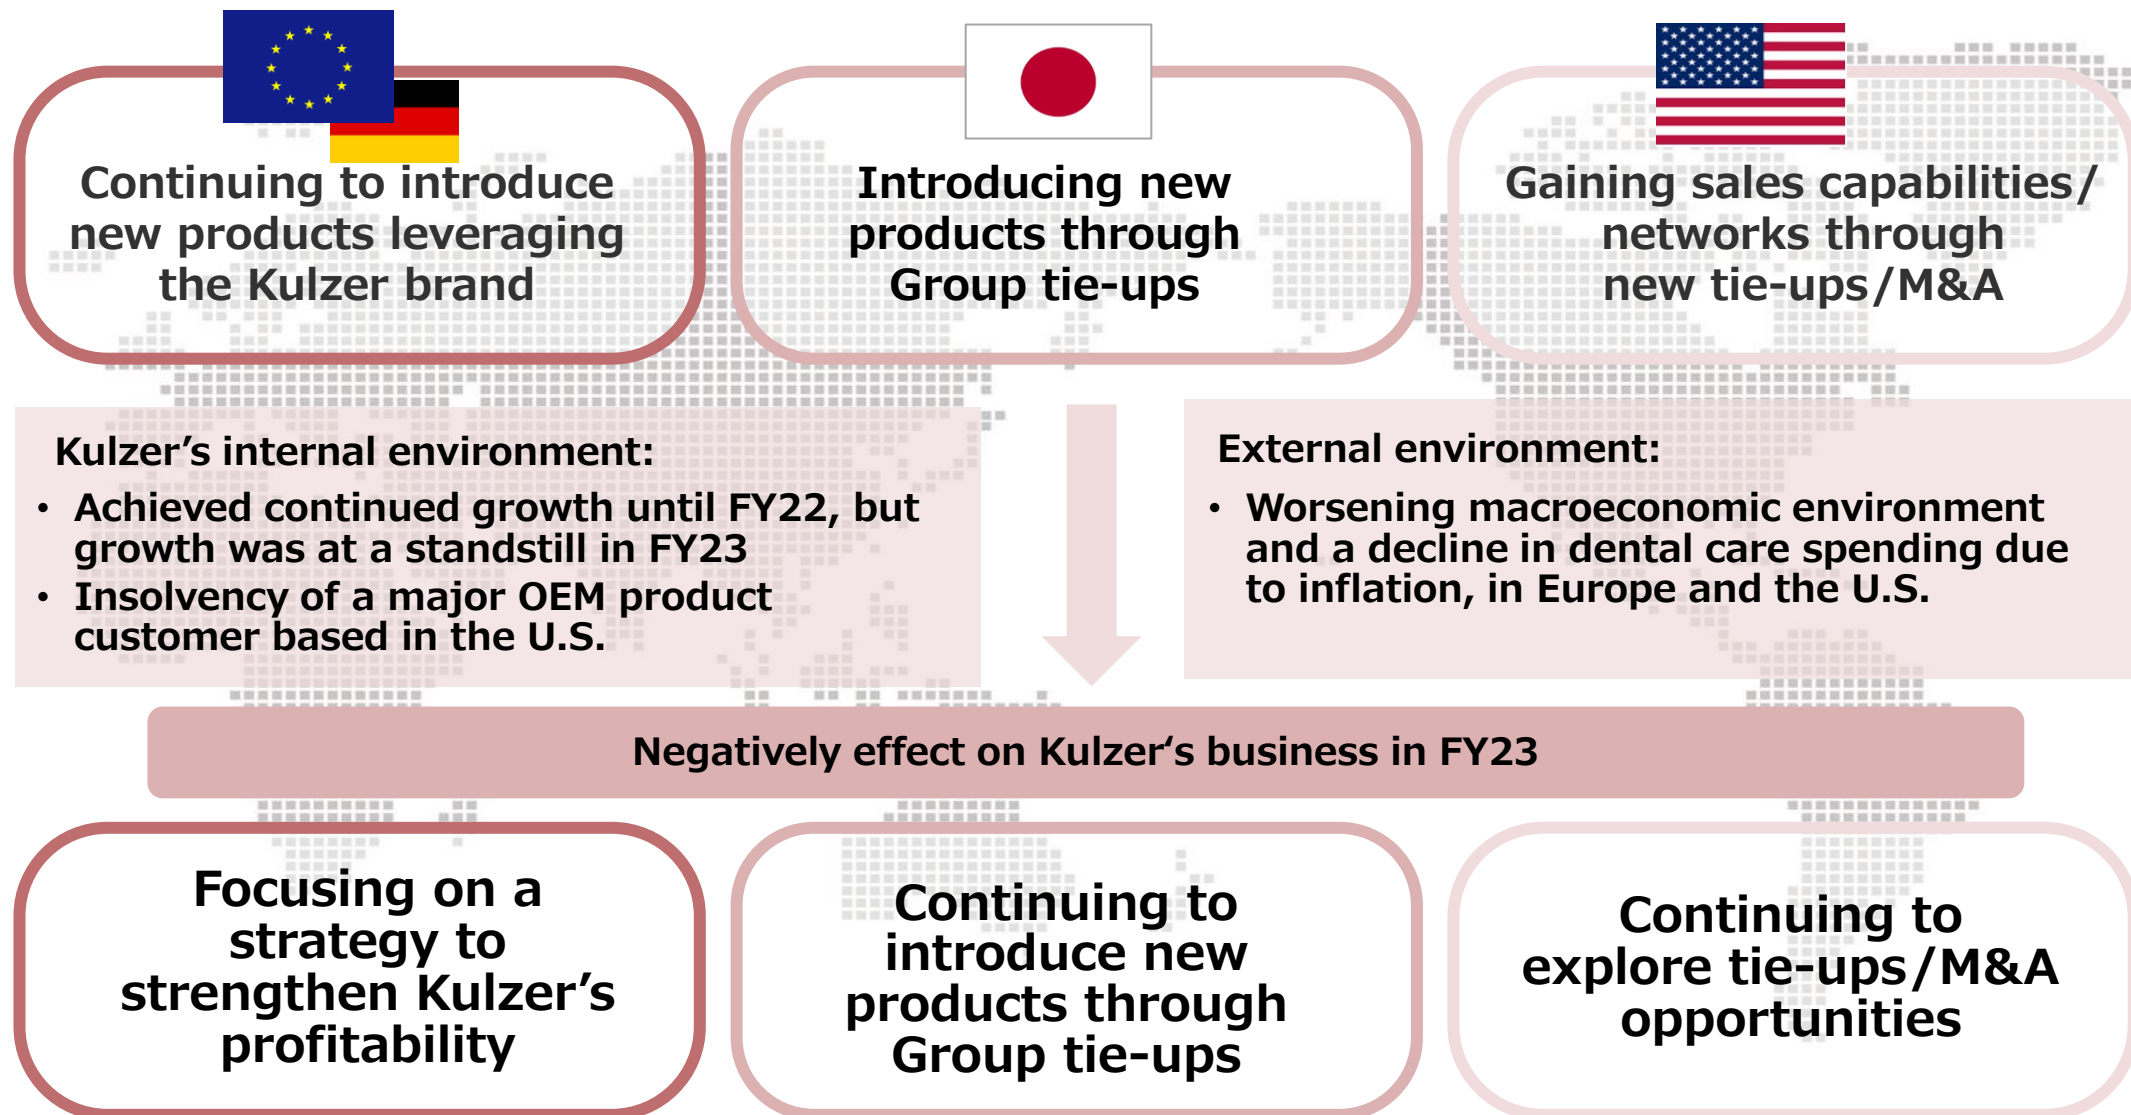 Continuing to introduce
new products leveraging
the Kulzer brand
Introducing new
products through
Group tie-ups
Gaining sales capabilities/
networks through
new tie-ups/M&A
Kulzer’s internal environment:
• Achieved continued growth until FY22, but
growth was at a standstill in FY23
• Insolvency of a major OEM product
customer based in the U.S.
External environment:
• Worsening macroeconomic environment
and a decline in dental care spending due
to inflation, in Europe and the U.S.
Negatively effect on Kulzer‘s business in FY23
Focusing on a
strategy to
strengthen Kulzer’s
profitability
Continuing to
introduce new
products through
Group tie-ups
Continuing to
explore tie-ups/M&A
opportunities